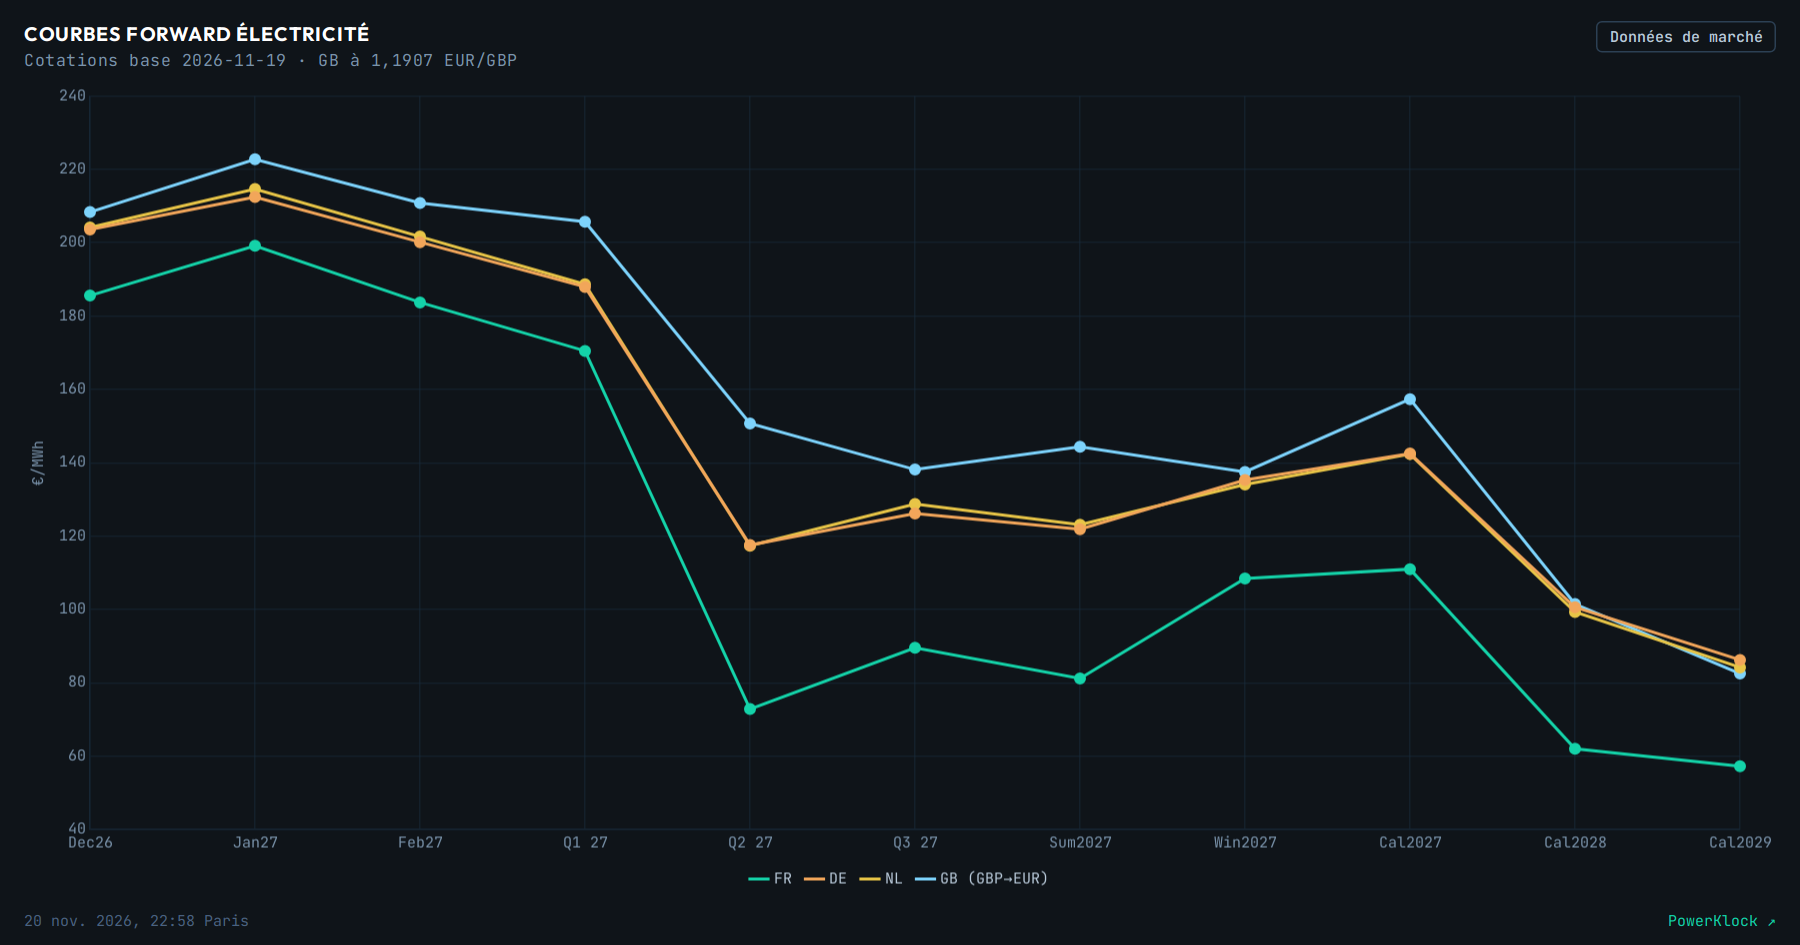 COURBES FORWARD ÉLECTRICITÉ
Cotations base 2026-11-19 · GB à 1,1907 EUR/GBP
Données de marché
€/MWh
240
220
200
180
160
140
120
100
80
60
40
Dec26 Jan27 Feb27 Q1 27 Q2 27 Q3 27 Sum2027 Win2027 Cal2027 Cal2028 Cal2029
FR DE NL GB (GBP→EUR)
20 nov. 2026, 22:58 Paris
PowerKlock ↗